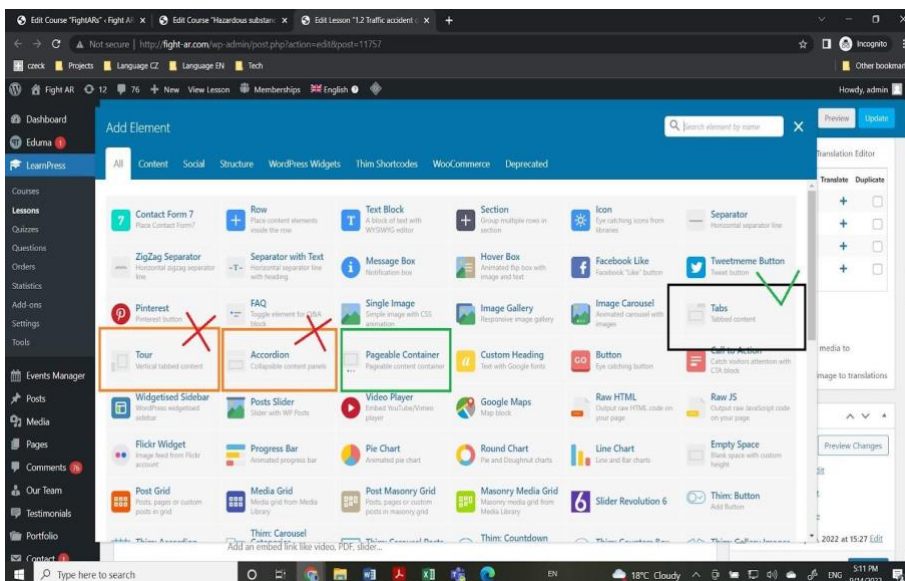 Edit Course "FightARs" ‹ Fight AR
Edit Course "Hazardous substanc
Edit Lesson "1.2 Traffic accident
Not secure | http://fight-ar.com/wp-admin/post.php?action=edit&post=11757
Incognito
czeck Projects Language CZ Language EN Tech
Other bookmar
Fight AR 12 76 + New View Lesson Memberships English
Howdy, admin
Dashboard
Eduma 1
LearnPress
Courses
Lessons
Quizzes
Questions
Orders
Statistics
Add-ons
Settings
Tools
Events Manager
Posts
Media
Pages
Comments 76
Our Team
Testimonials
Portfolio
Contact 1
Add Element
Search element by name
Preview Update
All Content Social Structure WordPress Widgets Thim Shortcodes WooCommerce Deprecated
Translation Editor
Translate Duplicate
Contact Form 7
Place Contact Form7
Row
Place content elements
inside the row
Text Block
A block of text with
WYSIWYG editor
Section
Group multiple rows in
section
Icon
Eye catching icons from
libraries
Separator
Horizontal separator line
ZigZag Separator
Horizontal zigzag separator
line
Separator with Text
Horizontal separator line
with heading
Message Box
Notification box
Hover Box
Animated flip box with
image and text
Facebook Like
Facebook "Like" button
Tweetmeme Button
Tweet button
Pinterest
Pinterest button
FAQ
Toggle element for Q&A
block
Single Image
Simple image with CSS
animation
Image Gallery
Responsive image gallery
Image Carousel
Animated carousel with
images
Tabs
Tabbed content
Tour
Vertical tabbed content
Accordion
Collapsible content panels
Pageable Container
Pageable content container
Custom Heading
Text with Google fonts
Button
Eye catching button
Call to Action
Catch visitors attention with
CTA block
media to
image to translations
Widgetised Sidebar
WordPress widgetised
sidebar
Posts Slider
Slider with WP Posts
Video Player
Embed YouTube/Vimeo
player
Google Maps
Map block
Raw HTML
Output raw HTML code on
your page
Raw JS
Output raw JavaScript code
on your page
Flickr Widget
Image feed from Flickr
account
Progress Bar
Animated progress bar
Pie Chart
Animated pie chart
Round Chart
Pie and Doughnut charts
Line Chart
Line and Bar charts
Empty Space
Blank space with custom
height
Preview Changes
Post Grid
Posts, pages or custom
posts in grid
Media Grid
Media grid from Media
Library
Post Masonry Grid
Posts, pages or custom
posts in masonry grid
Masonry Media Grid
Masonry media grid from
Media Library
Slider Revolution 6
Thim: Button
Add Button
Thim: Accordion
Thim: Carousel
Categories
Thim: Carousel Posts
Thim: Countdown
Thim: Counters Box
Thim: Gallery Images
, 2022 at 15:27 Edit
Add an embed link like video, PDF, slider...
Type here to search
EN
18°C Cloudy
ENG
5:11 PM
9/14/2022